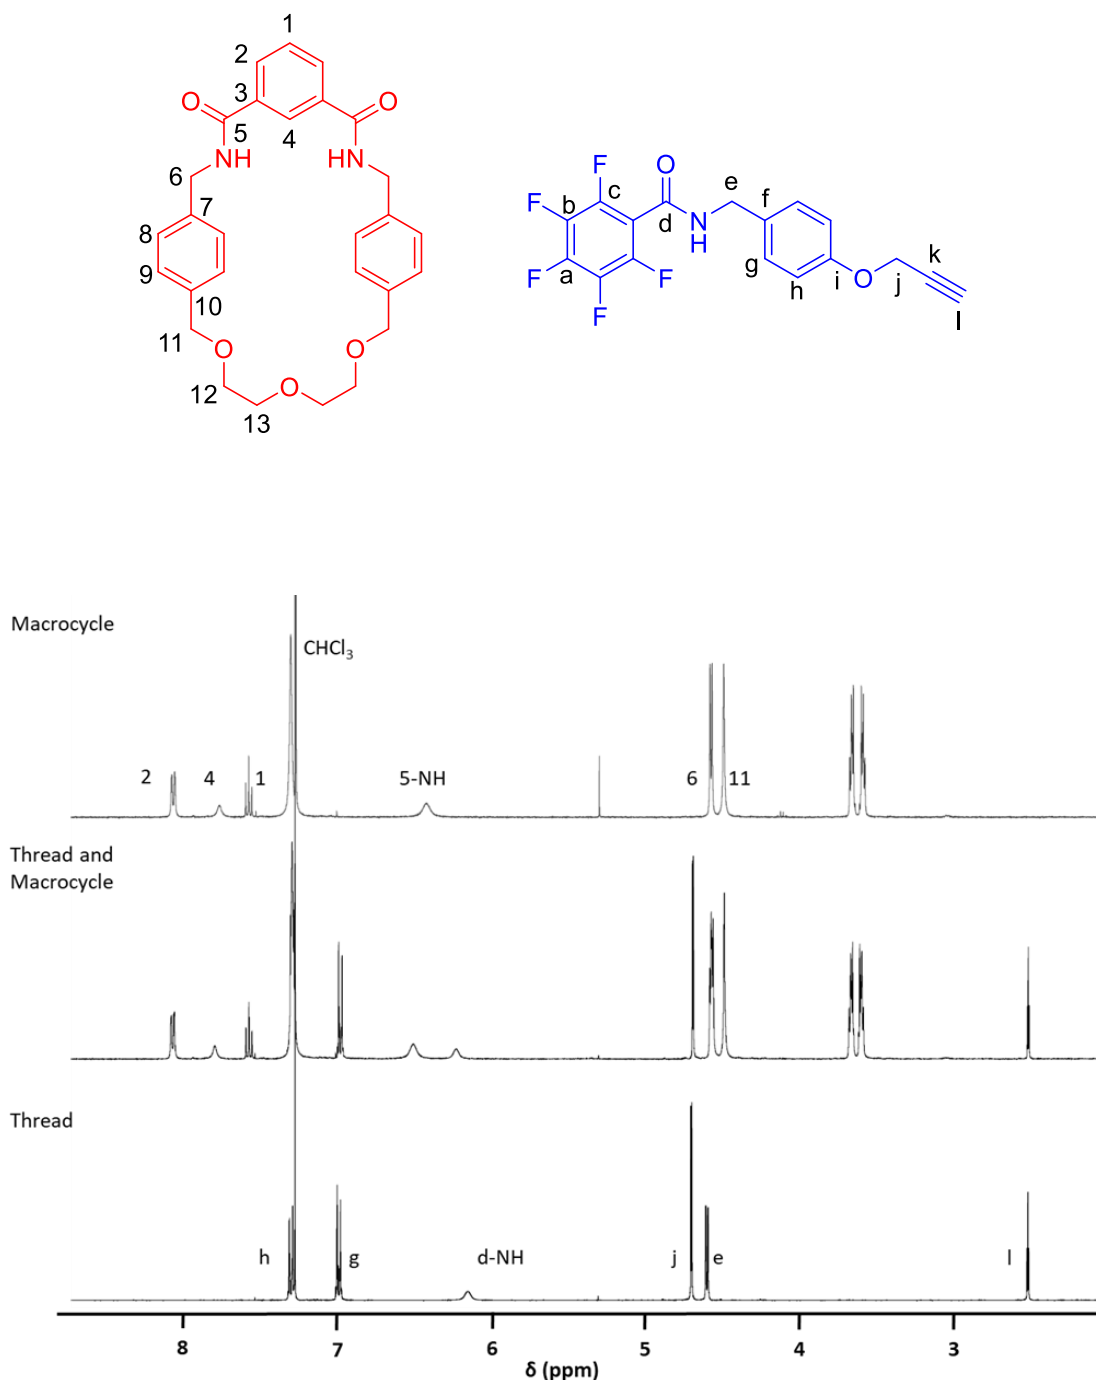 1
2
3
O
O
4
5
HN
NH
6
7
8
9
10
11
O
O
12
O
13
F
O
e
F
c
f
b
d
N
H
k
g
F
a
F
h
i
O
j
l
F
Macrocycle
CHCl3
2
4
1
5-NH
6
11
Thread and
Macrocycle
Thread
h
g
d-NH
j
e
l
8
7
6
5
4
3
δ (ppm)